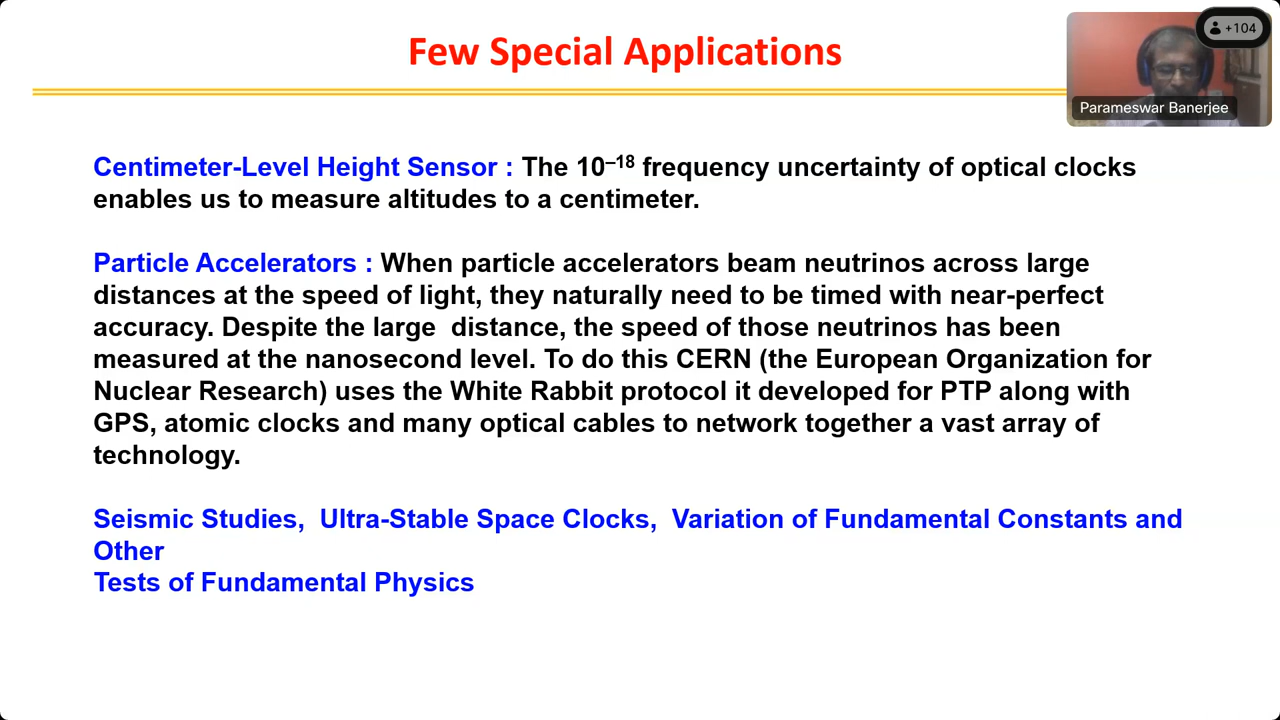 Few Special Applications
+104
Parameswar Banerjee
Centimeter-Level Height Sensor : The 10⁻¹⁸ frequency uncertainty of optical clocks
enables us to measure altitudes to a centimeter.
Particle Accelerators : When particle accelerators beam neutrinos across large
distances at the speed of light, they naturally need to be timed with near-perfect
accuracy. Despite the large  distance, the speed of those neutrinos has been
measured at the nanosecond level. To do this CERN (the European Organization for
Nuclear Research) uses the White Rabbit protocol it developed for PTP along with
GPS, atomic clocks and many optical cables to network together a vast array of
technology.
Seismic Studies,  Ultra-Stable Space Clocks,  Variation of Fundamental Constants and
Other
Tests of Fundamental Physics